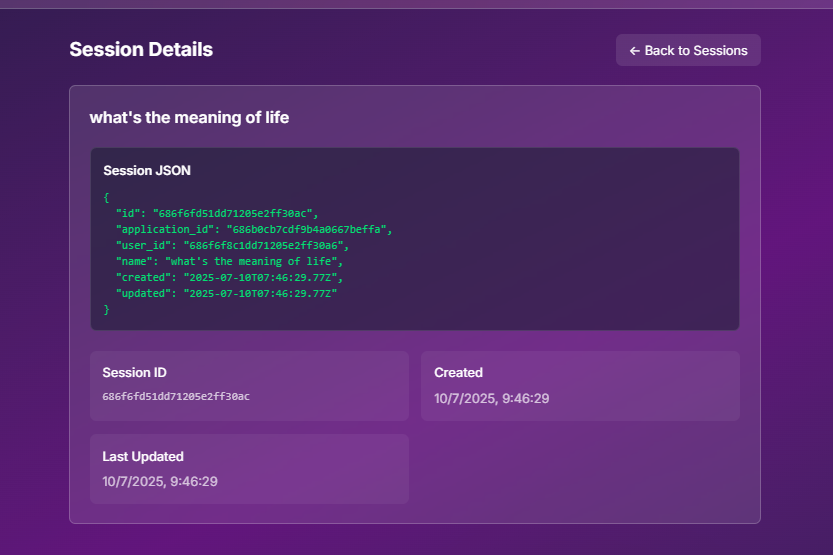 Session Details
← Back to Sessions
what's the meaning of life
Session JSON
{
  "id": "686f6fd51dd71205e2ff30ac",
  "application_id": "686b0cb7cdf9b4a0667beffa",
  "user_id": "686f6f8c1dd71205e2ff30a6",
  "name": "what's the meaning of life",
  "created": "2025-07-10T07:46:29.77Z",
  "updated": "2025-07-10T07:46:29.77Z"
}
Session ID
686f6fd51dd71205e2ff30ac
Created
10/7/2025, 9:46:29
Last Updated
10/7/2025, 9:46:29